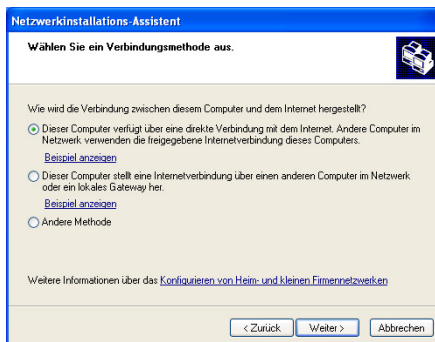 Netzwerkinstallations-Assistent
Wählen Sie ein Verbindungsmethode aus.
Wie wird die Verbindung zwischen diesem Computer und dem Internet hergestellt?
Dieser Computer verfügt über eine direkte Verbindung mit dem Internet. Andere Computer im
Netzwerk verwenden die freigegebene Internetverbindung dieses Computers.
Beispiel anzeigen
Dieser Computer stellt eine Internetverbindung über einen anderen Computer im Netzwerk
oder ein lokales Gateway her.
Beispiel anzeigen
Andere Methode
Weitere Informationen über das Konfigurieren von Heim- und kleinen Firmennetzwerken
< Zurück Weiter > Abbrechen